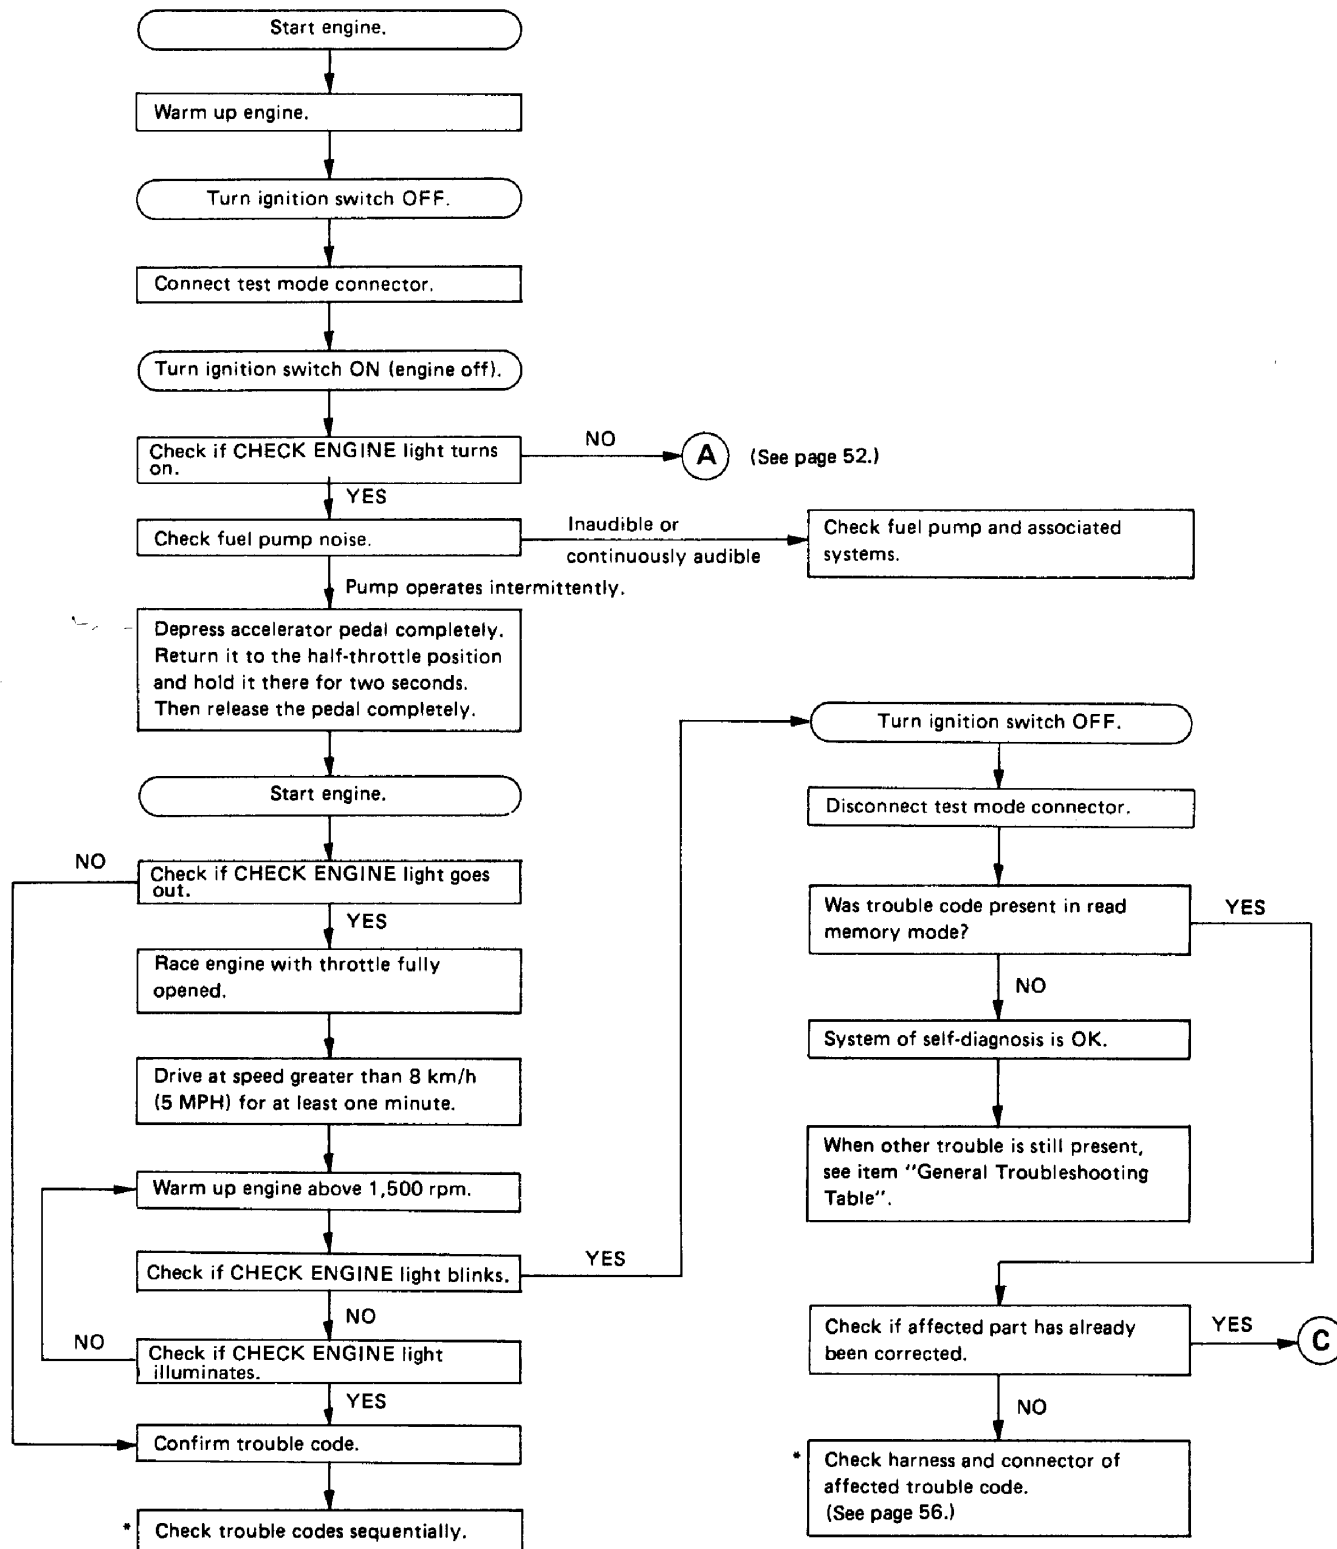 Start engine.
Warm up engine.
Turn ignition switch OFF.
Connect test mode connector.
Turn ignition switch ON (engine off).
Check if CHECK ENGINE light turns
on.
NO
A
(See page 52.)
YES
Check fuel pump noise.
Inaudible or
continuously audible
Check fuel pump and associated
systems.
Pump operates intermittently.
Depress accelerator pedal completely.
Return it to the half-throttle position
and hold it there for two seconds.
Then release the pedal completely.
Start engine.
Check if CHECK ENGINE light goes
out.
NO
YES
Race engine with throttle fully
opened.
Drive at speed greater than 8 km/h
(5 MPH) for at least one minute.
Warm up engine above 1,500 rpm.
Check if CHECK ENGINE light blinks.
YES
NO
Check if CHECK ENGINE light
illuminates.
NO
YES
Confirm trouble code.
* Check trouble codes sequentially.
Turn ignition switch OFF.
Disconnect test mode connector.
Was trouble code present in read
memory mode?
YES
NO
System of self-diagnosis is OK.
When other trouble is still present,
see item "General Troubleshooting
Table".
Check if affected part has already
been corrected.
YES
C
NO
* Check harness and connector of
affected trouble code.
(See page 56.)